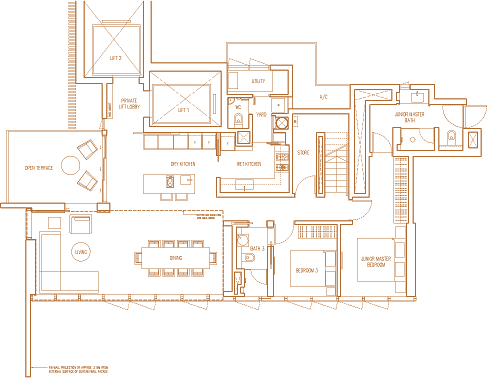 LIFT 2
PRIVATE
LIFT LOBBY
LIFT 1
UTILITY
WC
YARD
A/C
JUNIOR MASTER
BATH
OPEN TERRACE
DRY KITCHEN
WET KITCHEN
STORE
LIVING
DINING
BATH 3
BEDROOM 3
JUNIOR MASTER
BEDROOM